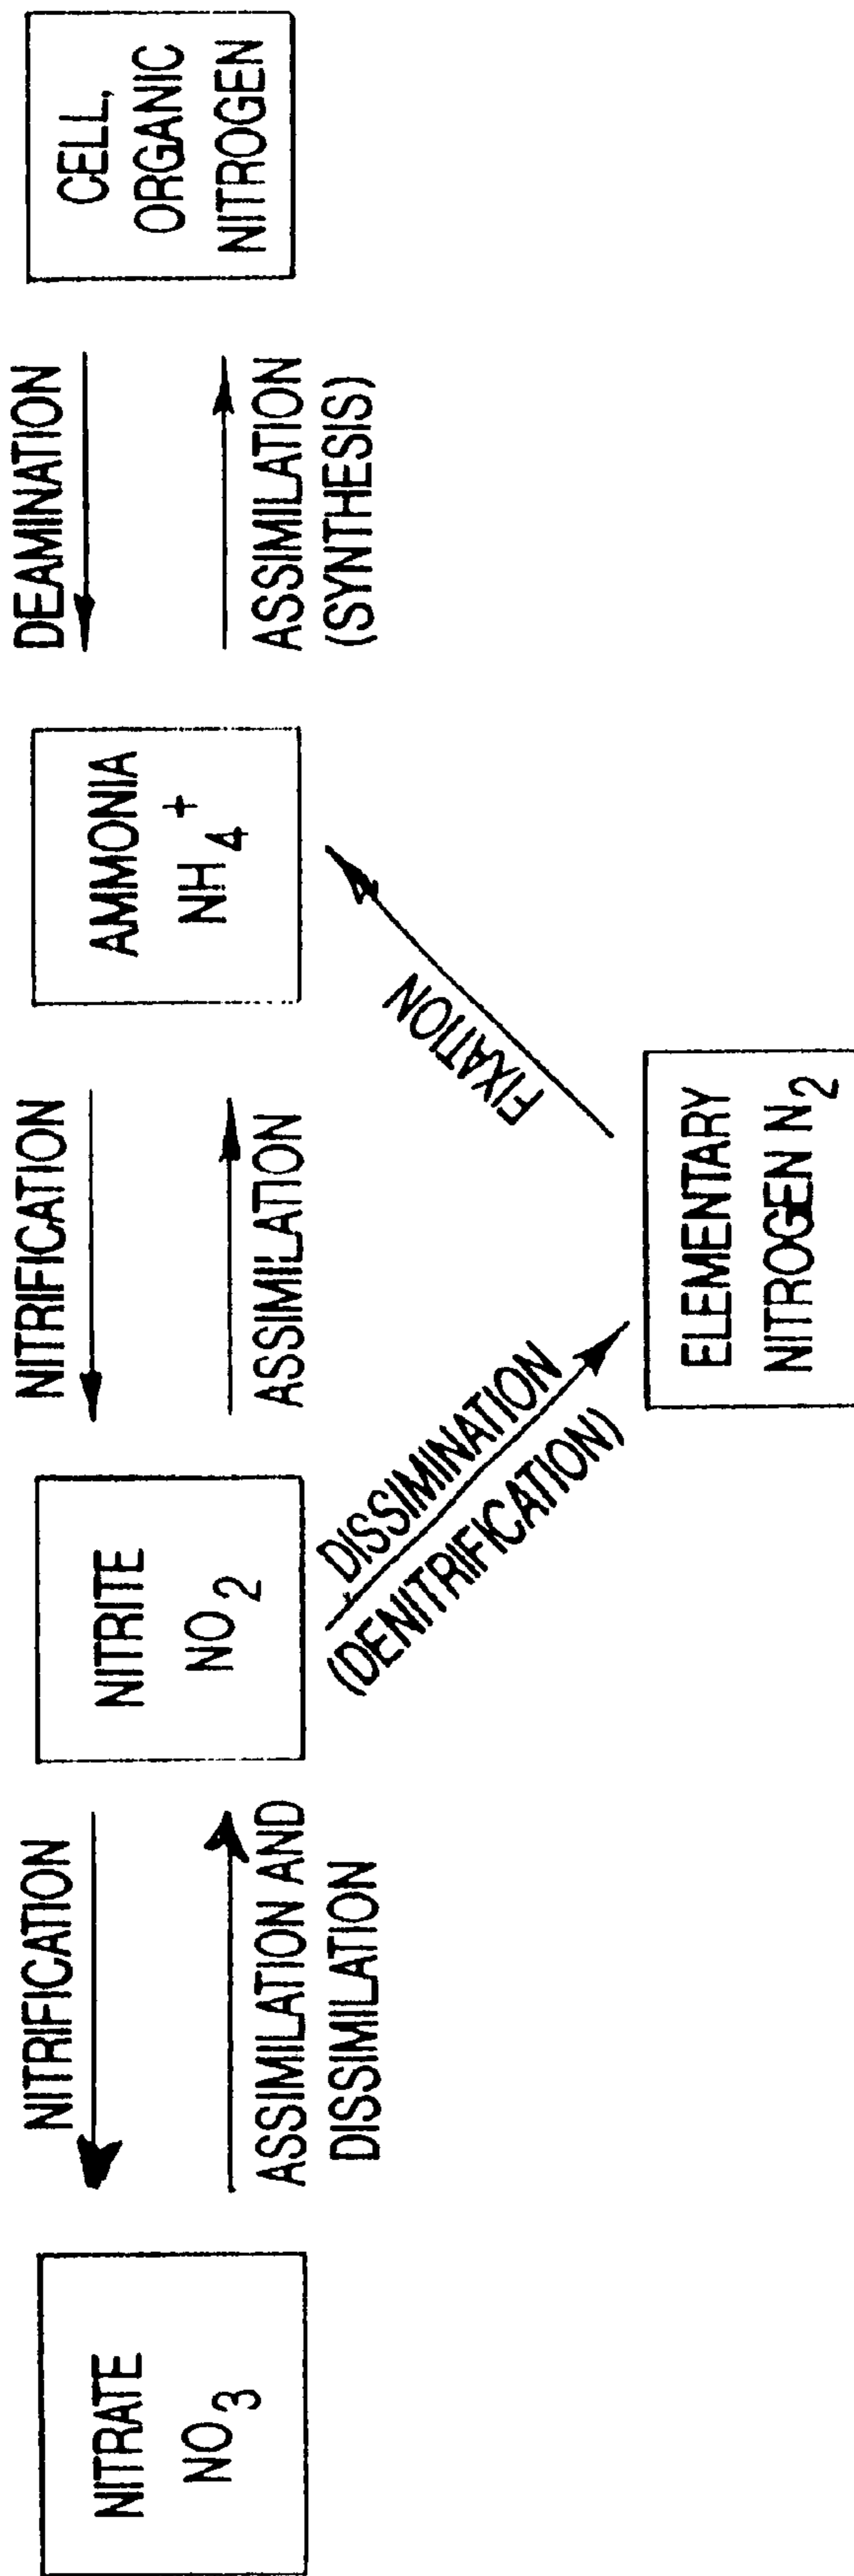 NITRATE
NO3
NITRIFICATION
ASSIMILATION AND
DISSIMILATION
NITRITE
NO2
NITRIFICATION
ASSIMILATION
AMMONIA
NH4+
DEAMINATION
ASSIMILATION
(SYNTHESIS)
CELL,
ORGANIC
NITROGEN
DISSIMINATION
(DENITRIFICATION)
FIXATION
ELEMENTARY
NITROGEN N2